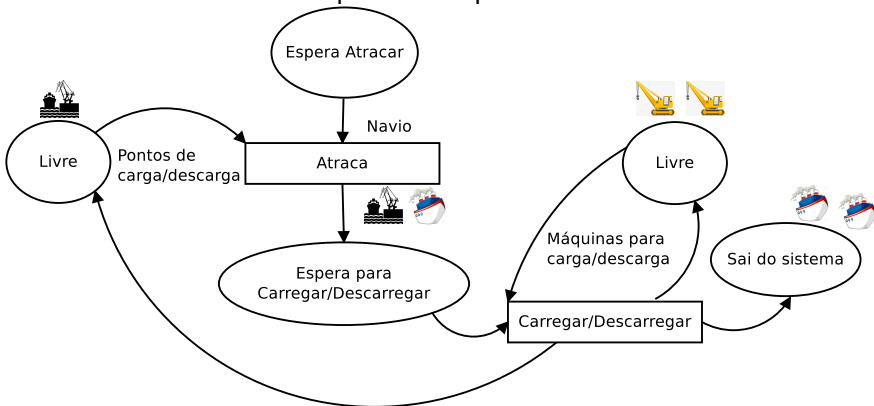 Espera Atracar
Navio
Livre
Pontos de
carga/descarga
Atraca
Livre
Máquinas para
carga/descarga
Sai do sistema
Espera para
Carregar/Descarregar
Carregar/Descarregar